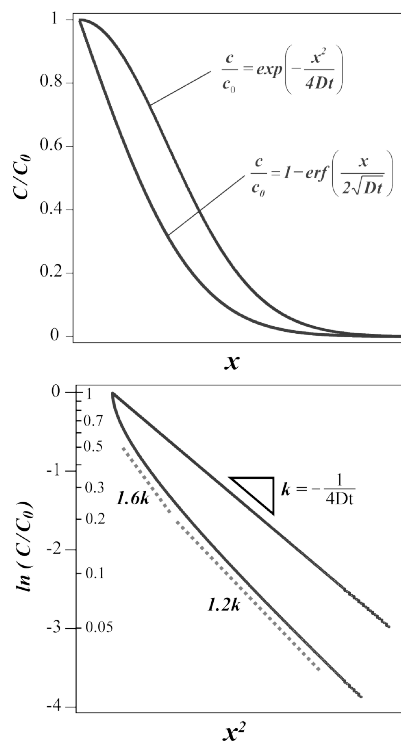 1
0.8
0.6
0.4
0.2
0
C/C0
x
c/c0 = exp(-x²/4Dt)
c/c0 = 1-erf(x/2√Dt)
0
-1
-2
-3
-4
1
0.7
0.5
0.3
0.2
0.1
0.05
ln (C/C0)
k = -1/4Dt
1.6k
1.2k
x²